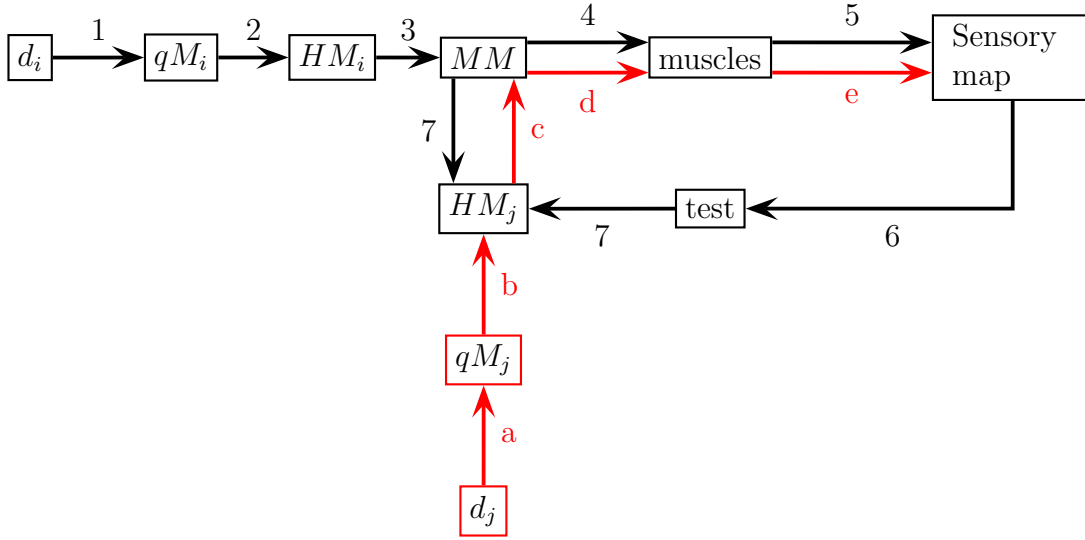 1
2
3
4
5
d_i
qM_i
HM_i
MM
muscles
Sensory
map
d
e
7
c
HM_j
test
7
6
b
qM_j
a
d_j